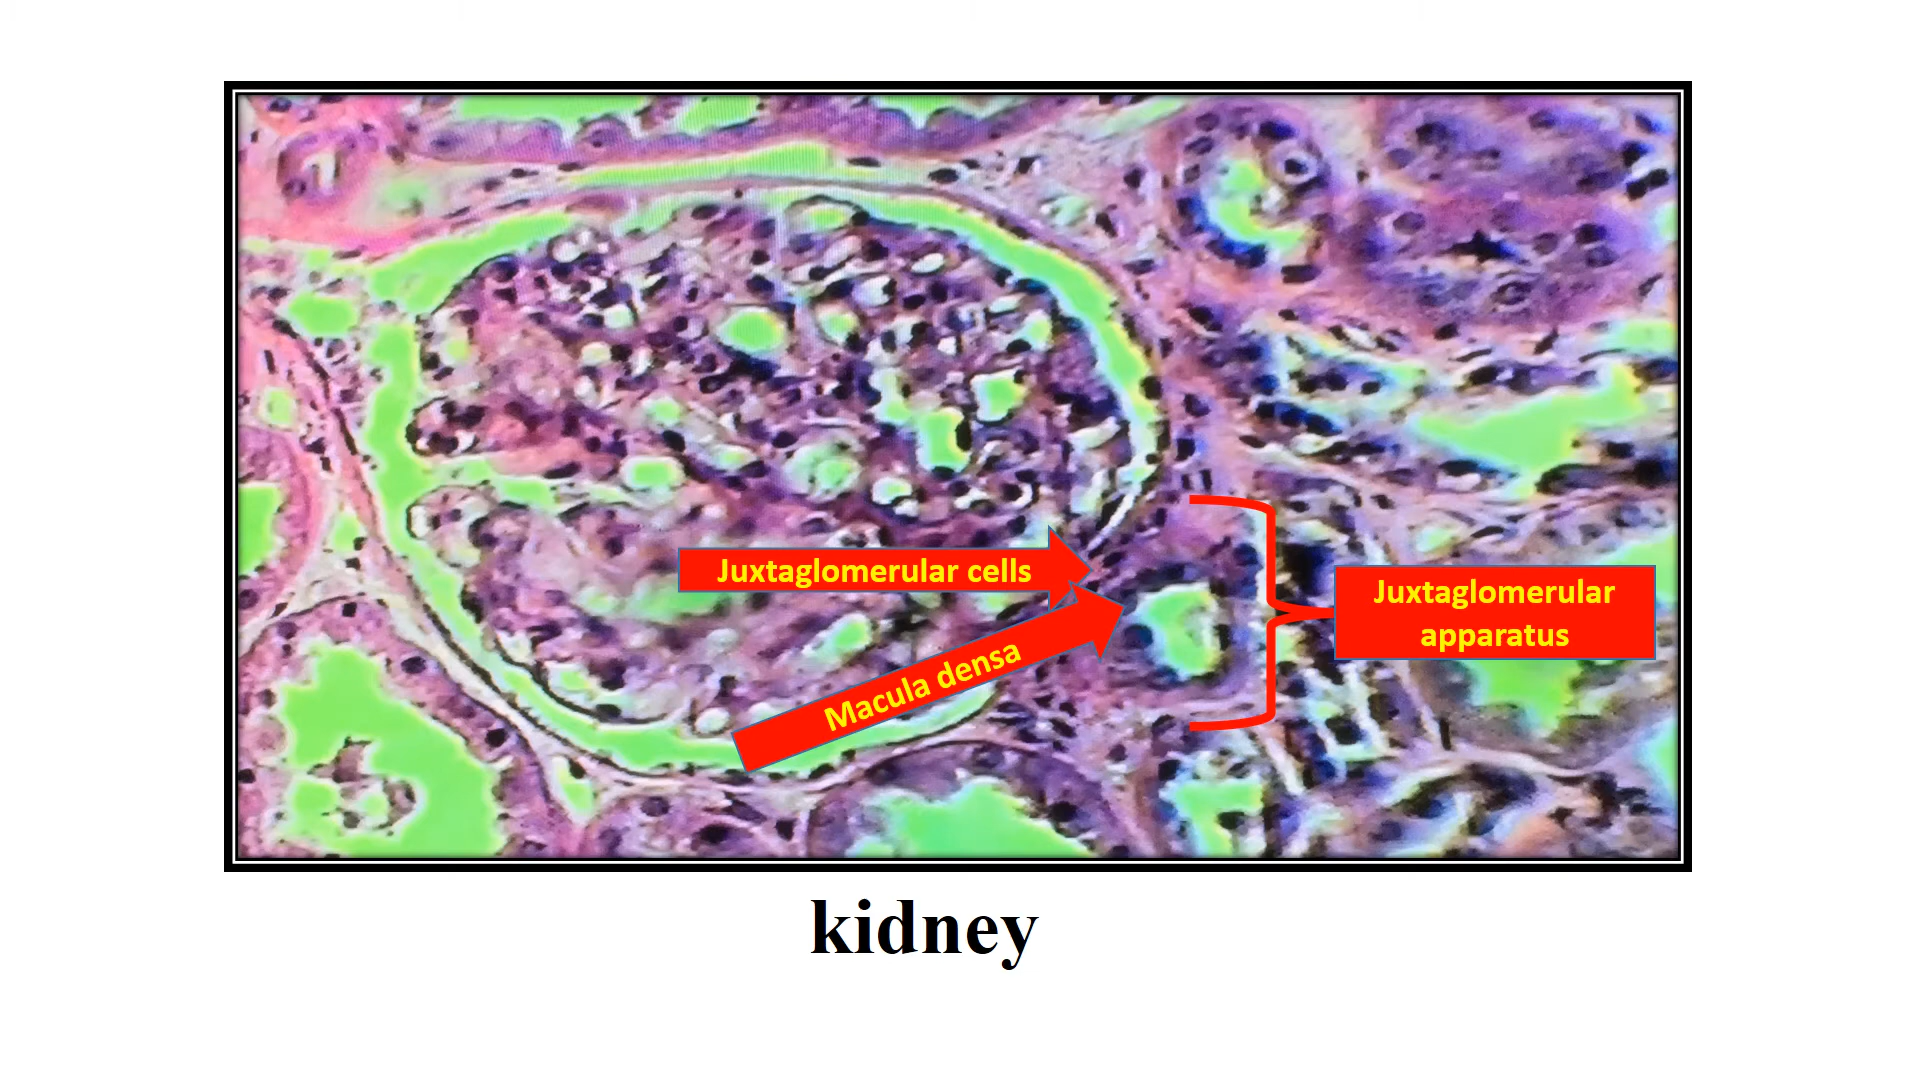 Juxtaglomerular cells
Macula densa
Juxtaglomerular
apparatus
kidney